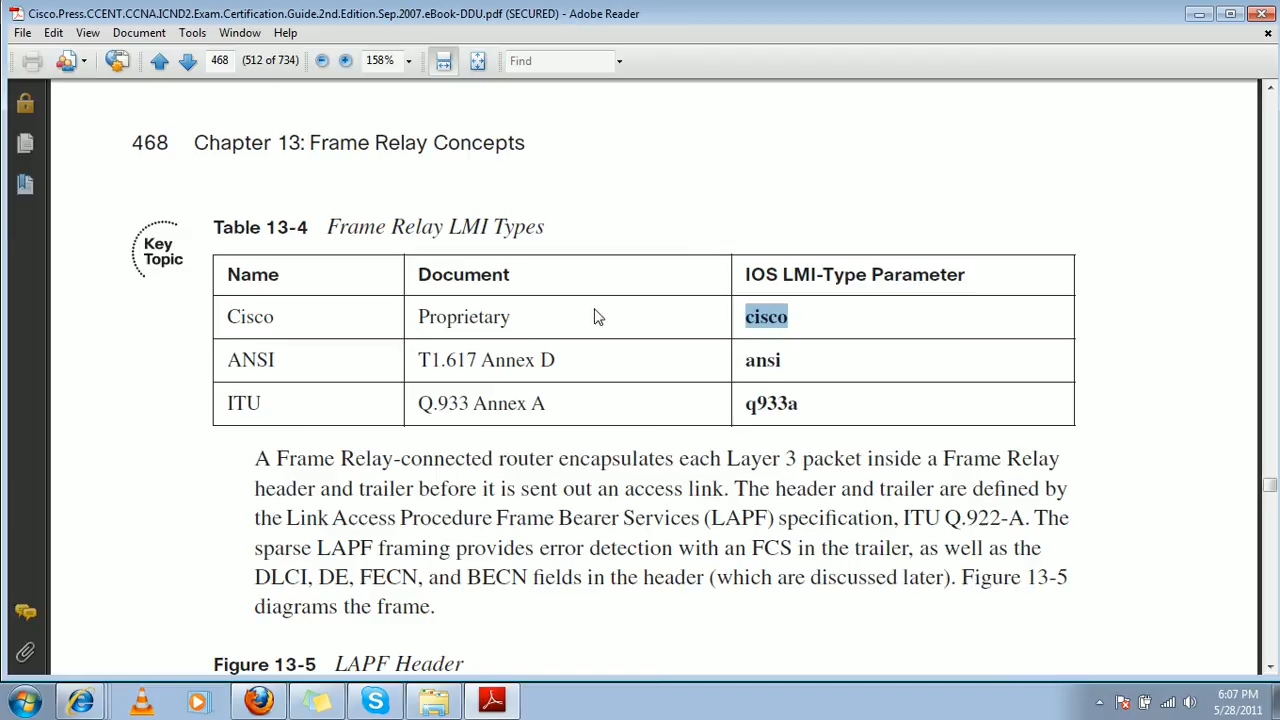 Cisco.Press.CCENT.CCNA.ICND2.Exam.Certification.Guide.2nd.Edition.Sep.2007.eBook-DDU.pdf (SECURED) - Adobe Reader
File Edit View Document Tools Window Help
468 (512 of 734) 158% Find
468 Chapter 13: Frame Relay Concepts
Key Topic
Table 13-4 Frame Relay LMI Types
Name Document IOS LMI-Type Parameter
Cisco Proprietary cisco
ANSI T1.617 Annex D ansi
ITU Q.933 Annex A q933a
A Frame Relay-connected router encapsulates each Layer 3 packet inside a Frame Relay
header and trailer before it is sent out an access link. The header and trailer are defined by
the Link Access Procedure Frame Bearer Services (LAPF) specification, ITU Q.922-A. The
sparse LAPF framing provides error detection with an FCS in the trailer, as well as the
DLCI, DE, FECN, and BECN fields in the header (which are discussed later). Figure 13-5
diagrams the frame.
Figure 13-5 LAPF Header
6:07 PM
5/28/2011